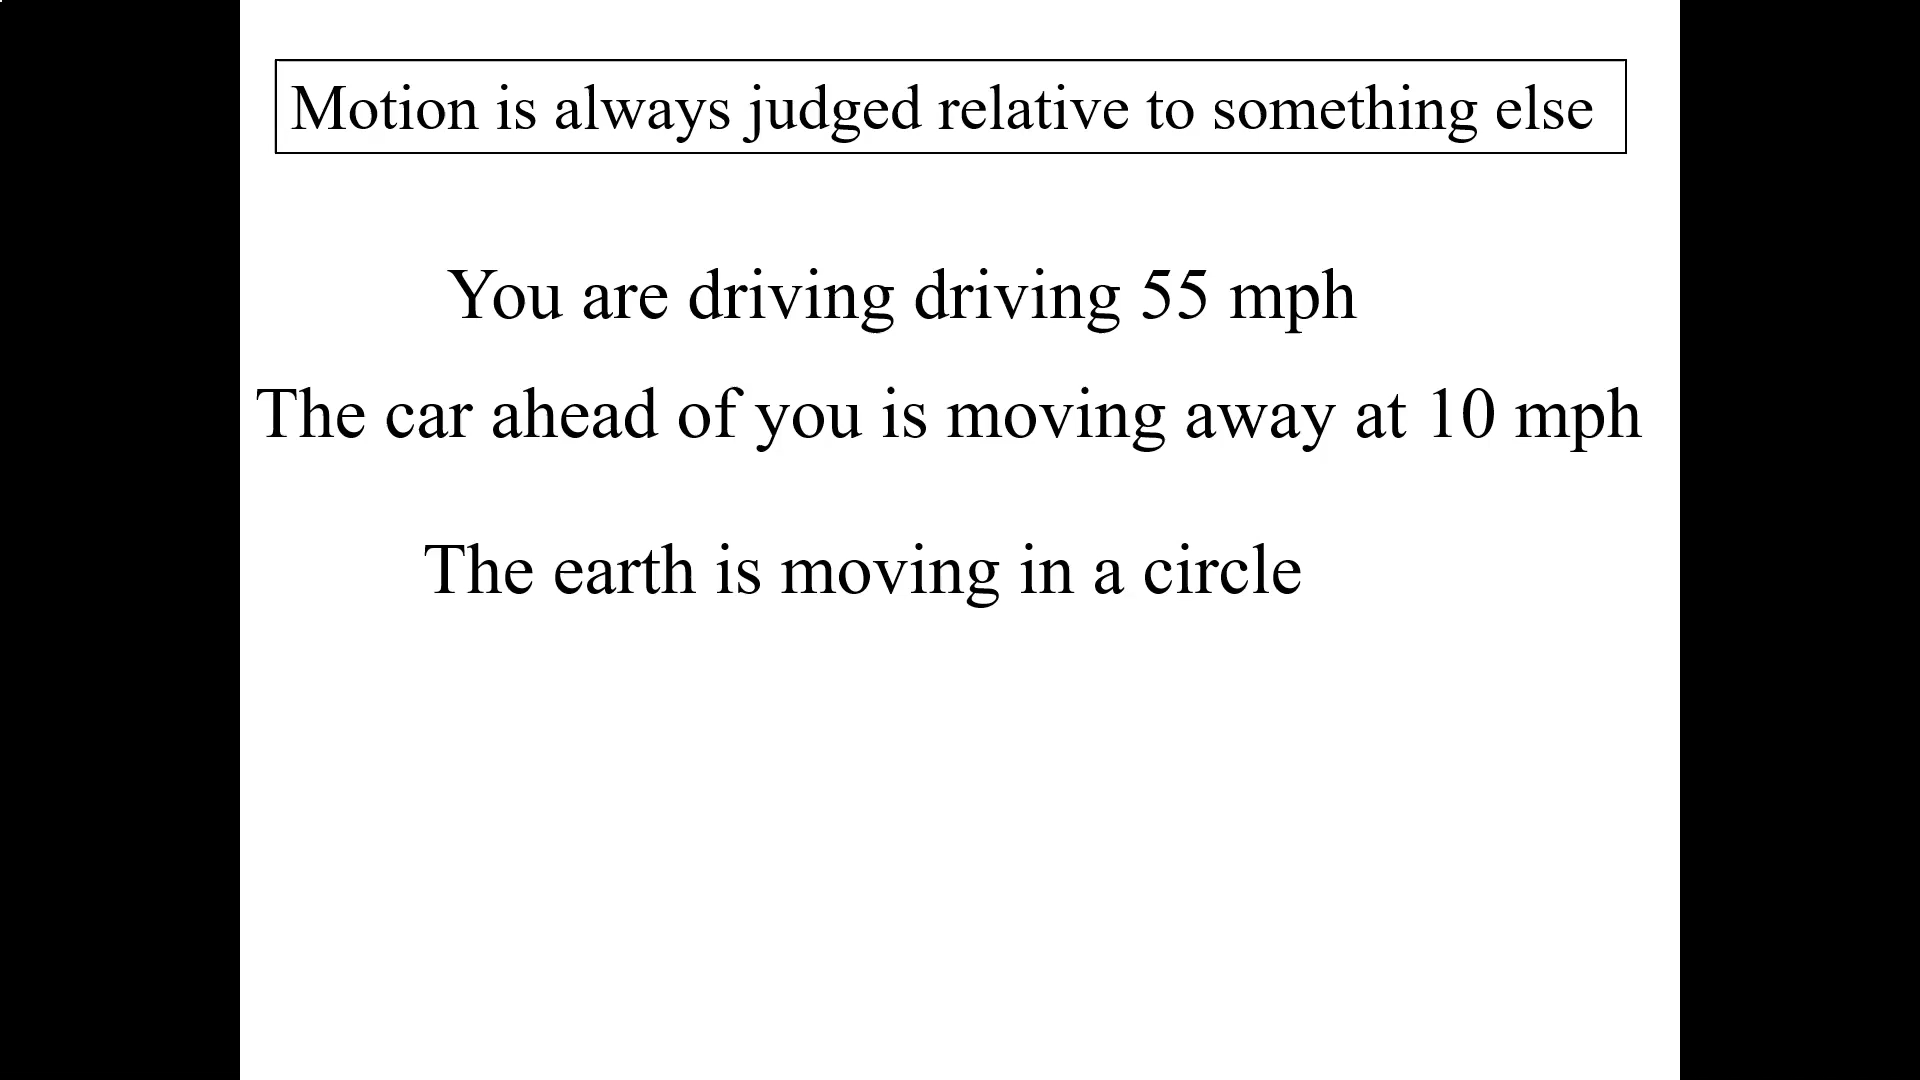 Motion is always judged relative to something else
You are driving driving 55 mph
The car ahead of you is moving away at 10 mph
The earth is moving in a circle